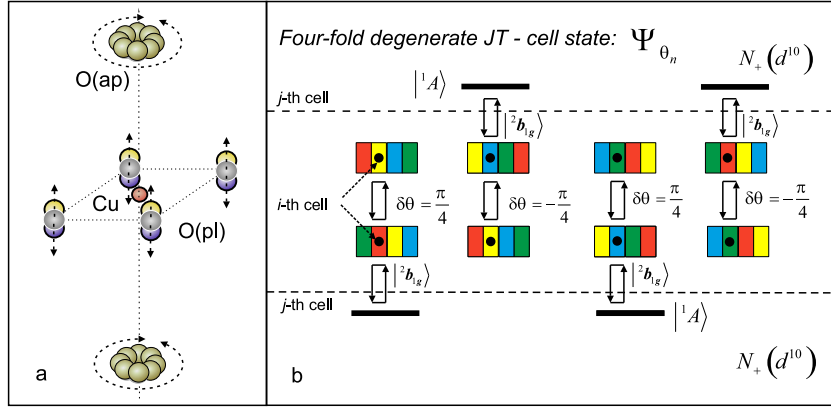 O(ap)
Cu
O(pl)
a
Four-fold degenerate JT - cell state: Ψ_θn
|¹A⟩
N₊(d¹⁰)
j-th cell
|²b₁g⟩
|²b₁g⟩
i-th cell
δθ = π/4
δθ = -π/4
δθ = π/4
δθ = -π/4
|²b₁g⟩
|²b₁g⟩
j-th cell
|¹A⟩
b
N₊(d¹⁰)